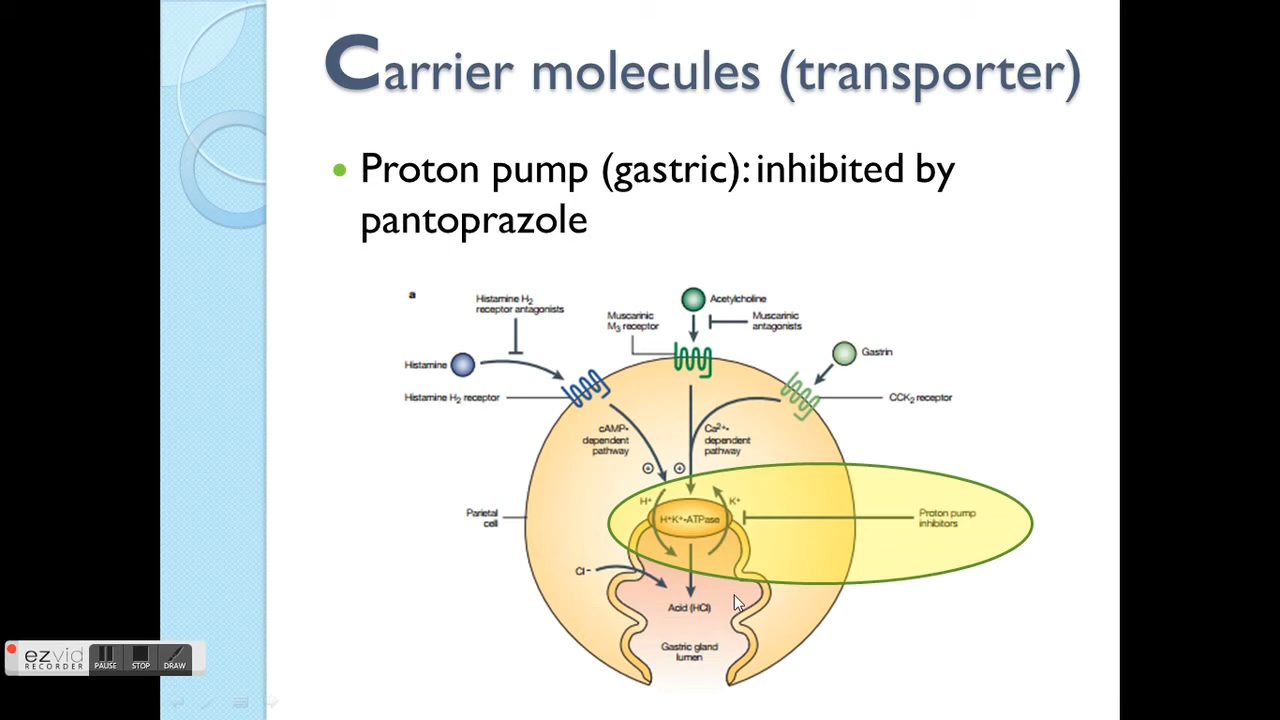 Carrier molecules (transporter)
Proton pump (gastric): inhibited by
pantoprazole
a
Histamine H2
receptor antagonists
Acetylcholine
Muscarinic
M3 receptor
Muscarinic
antagonists
Histamine
Gastrin
Histamine H2 receptor
CCK2 receptor
cAMP-
dependent
pathway
Ca2+-
dependent
pathway
+ +
H+
K+
Parietal
cell
H+K+-ATPase
Proton pump
inhibitors
Cl-
Acid (HCl)
Gastric gland
lumen
ezvid
RECORDER
PAUSE
STOP
DRAW